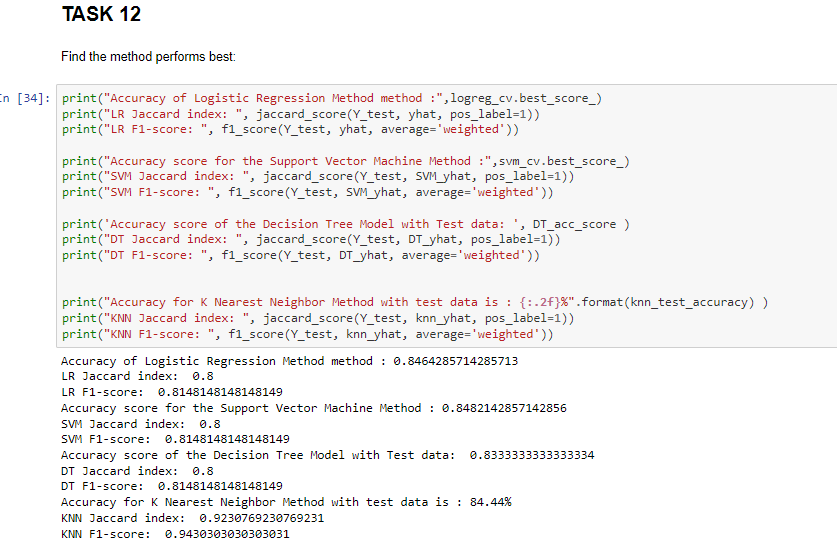 TASK 12
Find the method performs best:
In [34]: print("Accuracy of Logistic Regression Method method :",logreg_cv.best_score_)
print("LR Jaccard index: ", jaccard_score(Y_test, yhat, pos_label=1))
print("LR F1-score: ", f1_score(Y_test, yhat, average='weighted'))
print("Accuracy score for the Support Vector Machine Method :",svm_cv.best_score_)
print("SVM Jaccard index: ", jaccard_score(Y_test, SVM_yhat, pos_label=1))
print("SVM F1-score: ", f1_score(Y_test, SVM_yhat, average='weighted'))
print('Accuracy score of the Decision Tree Model with Test data: ', DT_acc_score )
print("DT Jaccard index: ", jaccard_score(Y_test, DT_yhat, pos_label=1))
print("DT F1-score: ", f1_score(Y_test, DT_yhat, average='weighted'))
print("Accuracy for K Nearest Neighbor Method with test data is : {:.2f}%".format(knn_test_accuracy) )
print("KNN Jaccard index: ", jaccard_score(Y_test, knn_yhat, pos_label=1))
print("KNN F1-score: ", f1_score(Y_test, knn_yhat, average='weighted'))
Accuracy of Logistic Regression Method method : 0.8464285714285713
LR Jaccard index:  0.8
LR F1-score:  0.8148148148148149
Accuracy score for the Support Vector Machine Method : 0.8482142857142856
SVM Jaccard index:  0.8
SVM F1-score:  0.8148148148148149
Accuracy score of the Decision Tree Model with Test data:  0.8333333333333334
DT Jaccard index:  0.8
DT F1-score:  0.8148148148148149
Accuracy for K Nearest Neighbor Method with test data is : 84.44%
KNN Jaccard index:  0.9230769230769231
KNN F1-score:  0.9430303030303031